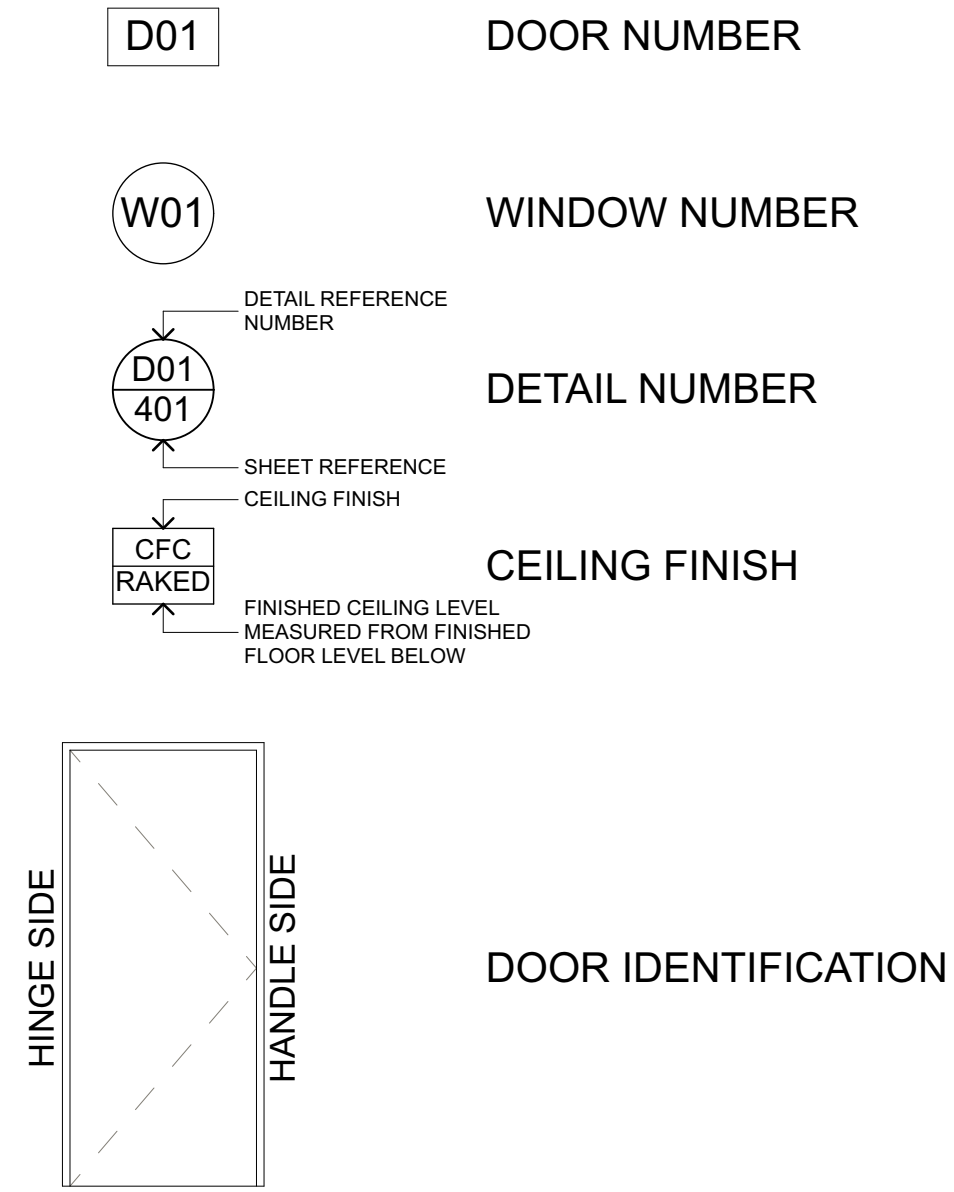 D01
DOOR NUMBER
W01
WINDOW NUMBER
DETAIL REFERENCE
NUMBER
D01
401
DETAIL NUMBER
SHEET REFERENCE
CEILING FINISH
CFC
RAKED
CEILING FINISH
FINISHED CEILING LEVEL
MEASURED FROM FINISHED
FLOOR LEVEL BELOW
HINGE SIDE
HANDLE SIDE
DOOR IDENTIFICATION